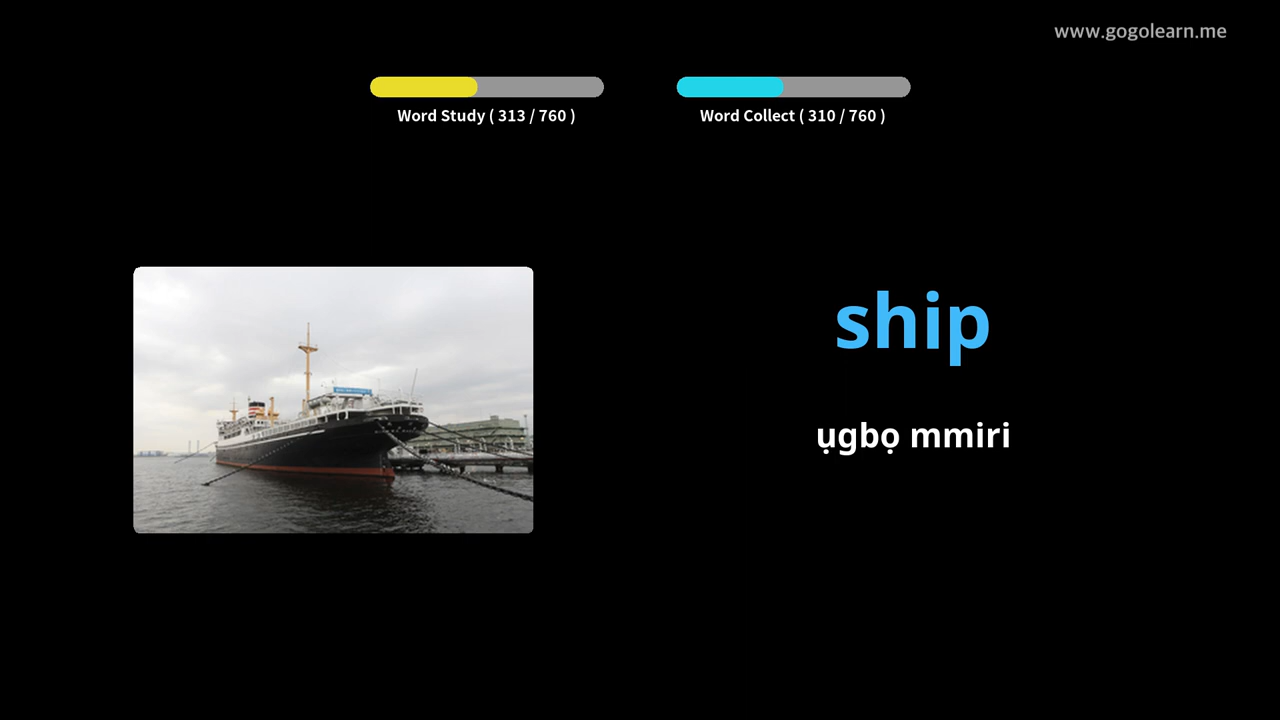 www.gogolearn.me
Word Study ( 313 / 760 )
Word Collect ( 310 / 760 )
ship
ụgbọ mmiri